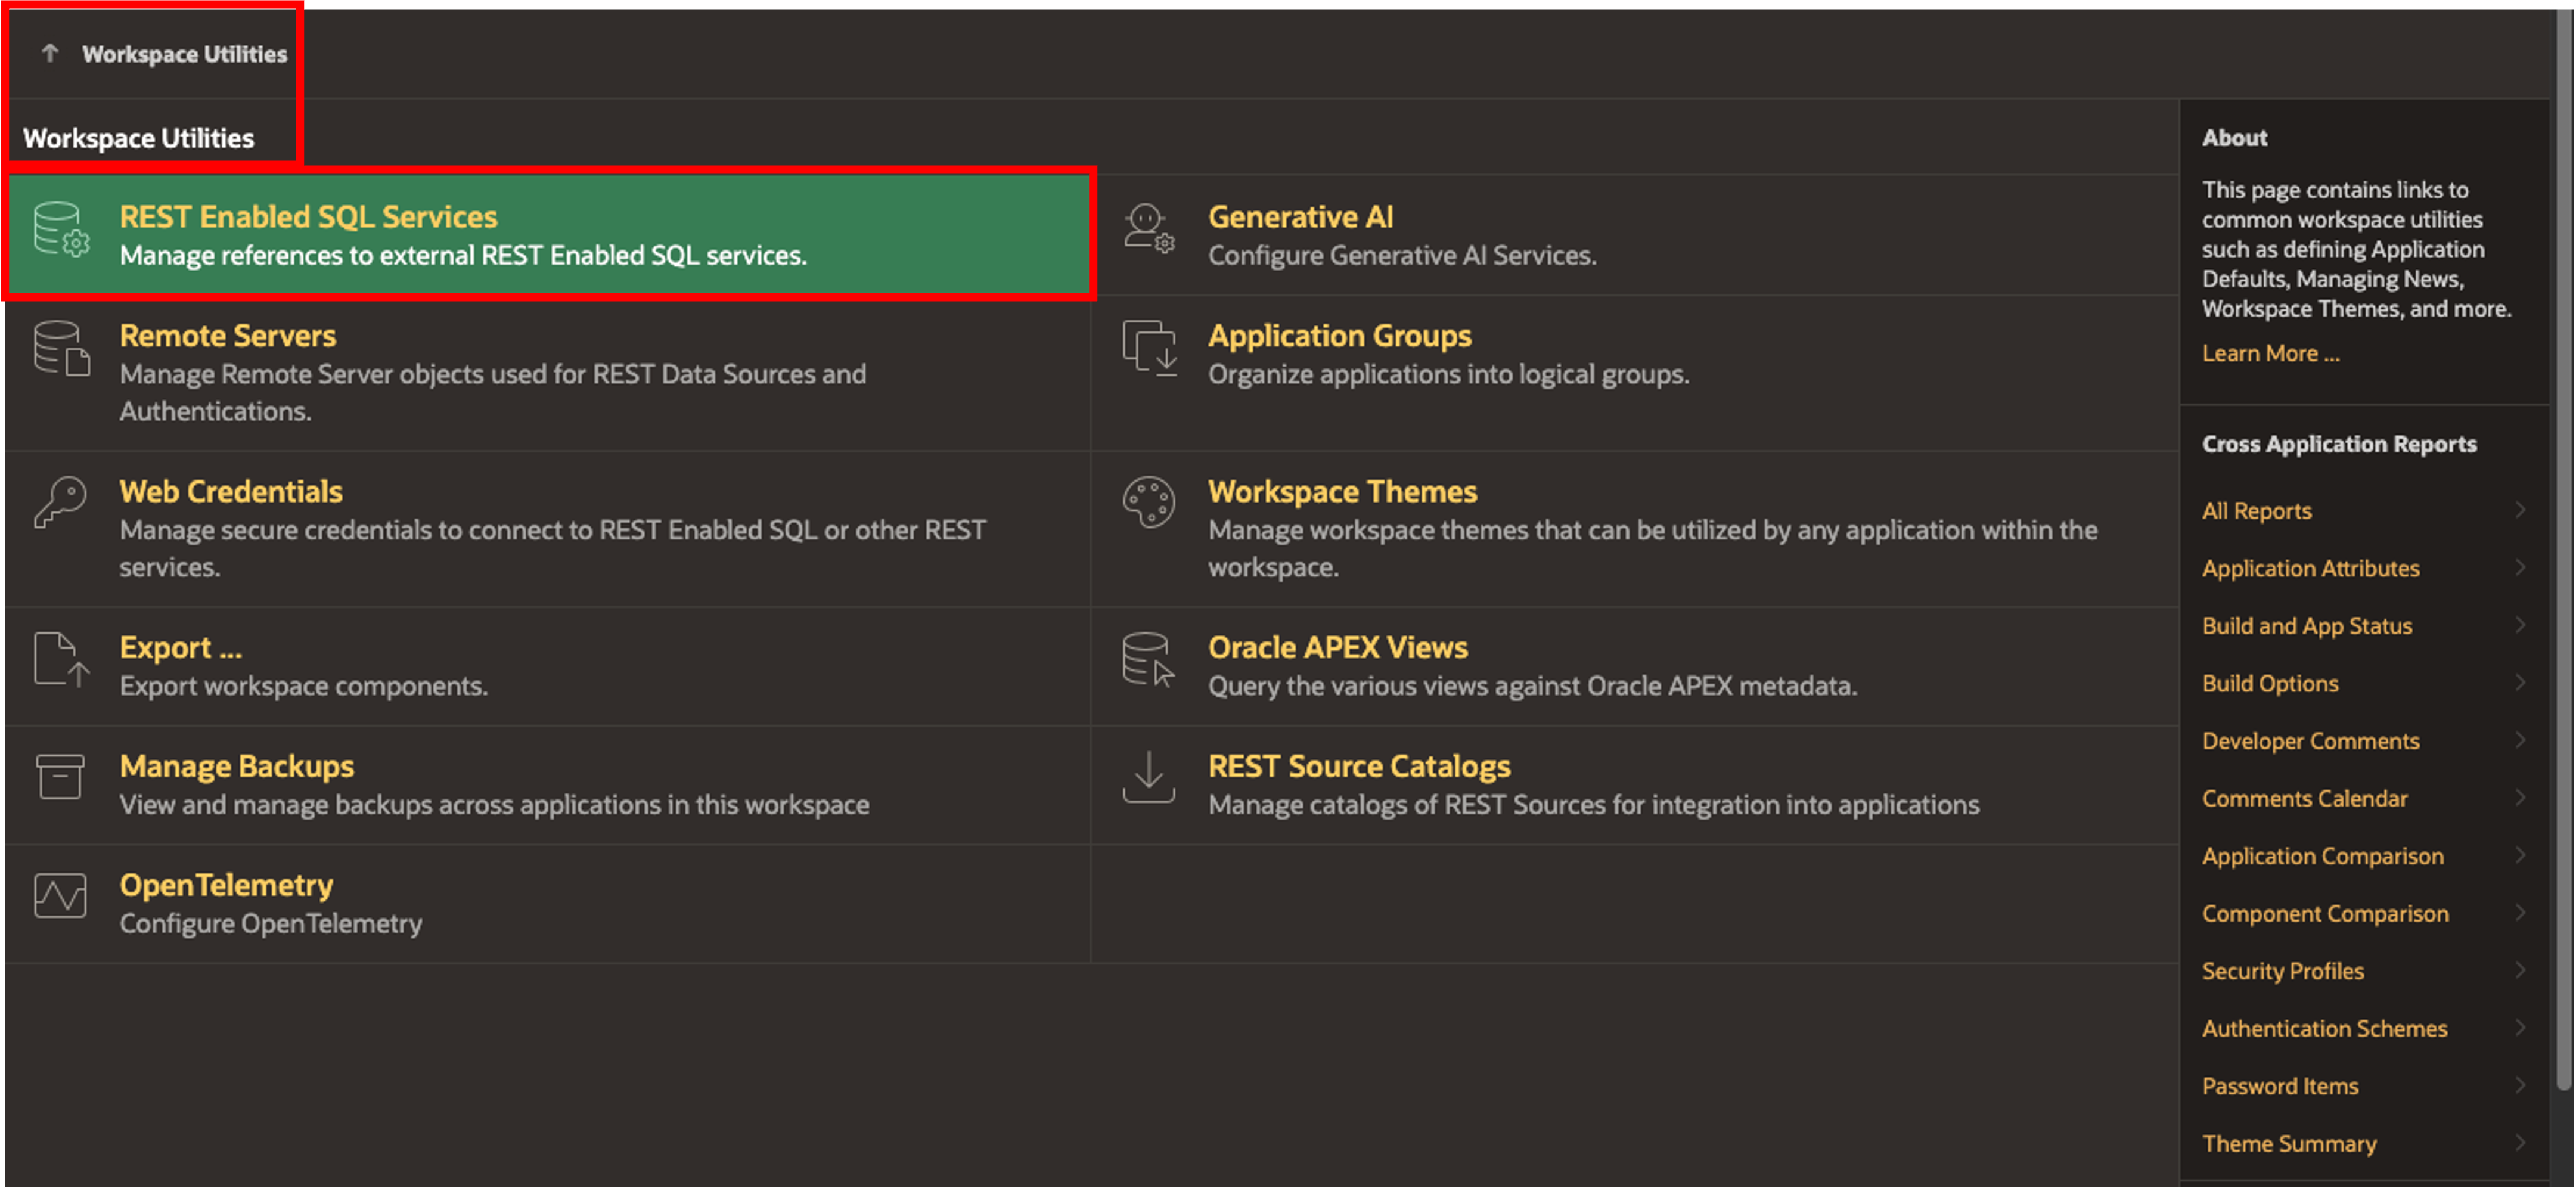 Workspace Utilities
Workspace Utilities
REST Enabled SQL Services
Manage references to external REST Enabled SQL services.
Generative AI
Configure Generative AI Services.
Remote Servers
Manage Remote Server objects used for REST Data Sources and
Authentications.
Application Groups
Organize applications into logical groups.
Web Credentials
Manage secure credentials to connect to REST Enabled SQL or other REST
services.
Workspace Themes
Manage workspace themes that can be utilized by any application within the
workspace.
Export ...
Export workspace components.
Oracle APEX Views
Query the various views against Oracle APEX metadata.
Manage Backups
View and manage backups across applications in this workspace
REST Source Catalogs
Manage catalogs of REST Sources for integration into applications
OpenTelemetry
Configure OpenTelemetry
About
This page contains links to
common workspace utilities
such as defining Application
Defaults, Managing News,
Workspace Themes, and more.
Learn More ...
Cross Application Reports
All Reports
Application Attributes
Build and App Status
Build Options
Developer Comments
Comments Calendar
Application Comparison
Component Comparison
Security Profiles
Authentication Schemes
Password Items
Theme Summary